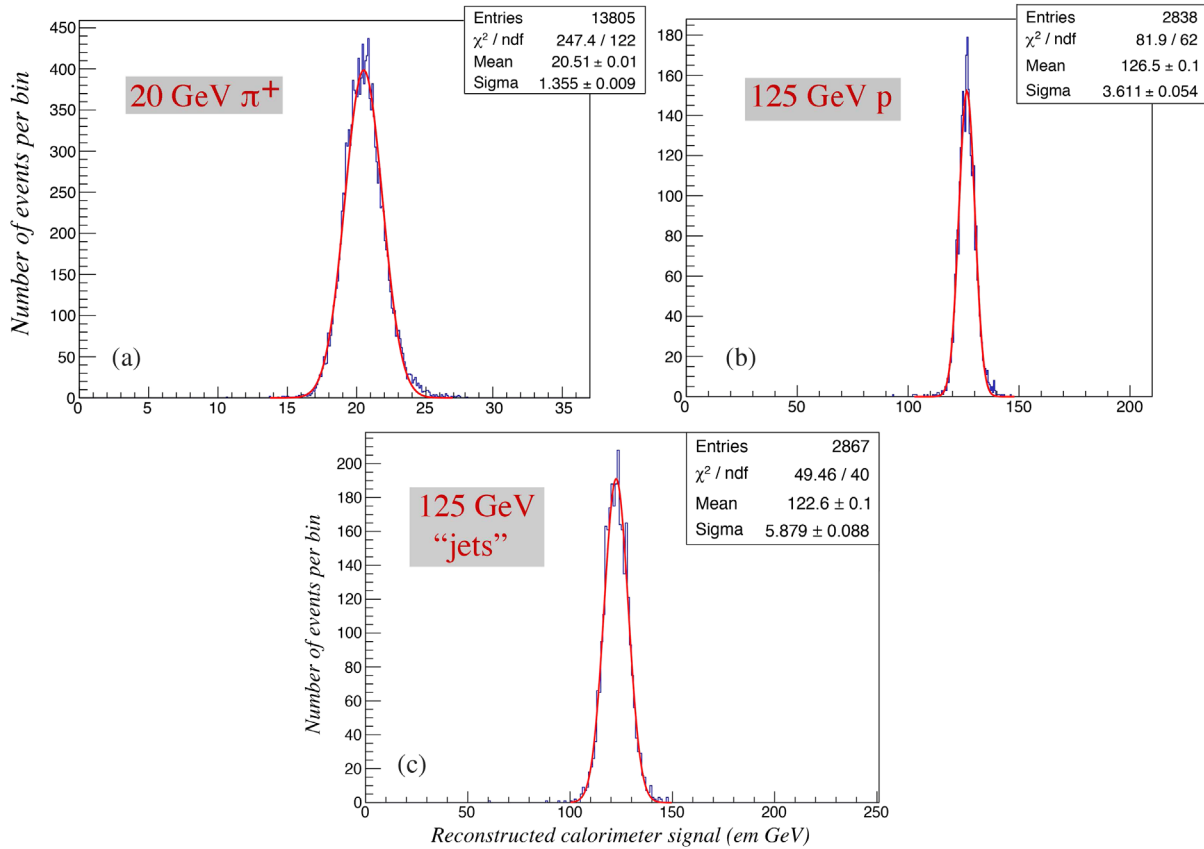 Entries 13805
χ² / ndf 247.4 / 122
Mean 20.51 ± 0.01
Sigma 1.355 ± 0.009
20 GeV π⁺
Number of events per bin
450
400
350
300
250
200
150
100
50
0
(a)
0 5 10 15 20 25 30 35
Entries 2838
χ² / ndf 81.9 / 62
Mean 126.5 ± 0.1
Sigma 3.611 ± 0.054
125 GeV p
180
160
140
120
100
80
60
40
20
0
(b)
0 50 100 150 200
Entries 2867
χ² / ndf 49.46 / 40
Mean 122.6 ± 0.1
Sigma 5.879 ± 0.088
125 GeV
“jets”
Number of events per bin
200
180
160
140
120
100
80
60
40
20
0
(c)
0 50 100 150 200 250
Reconstructed calorimeter signal (em GeV)